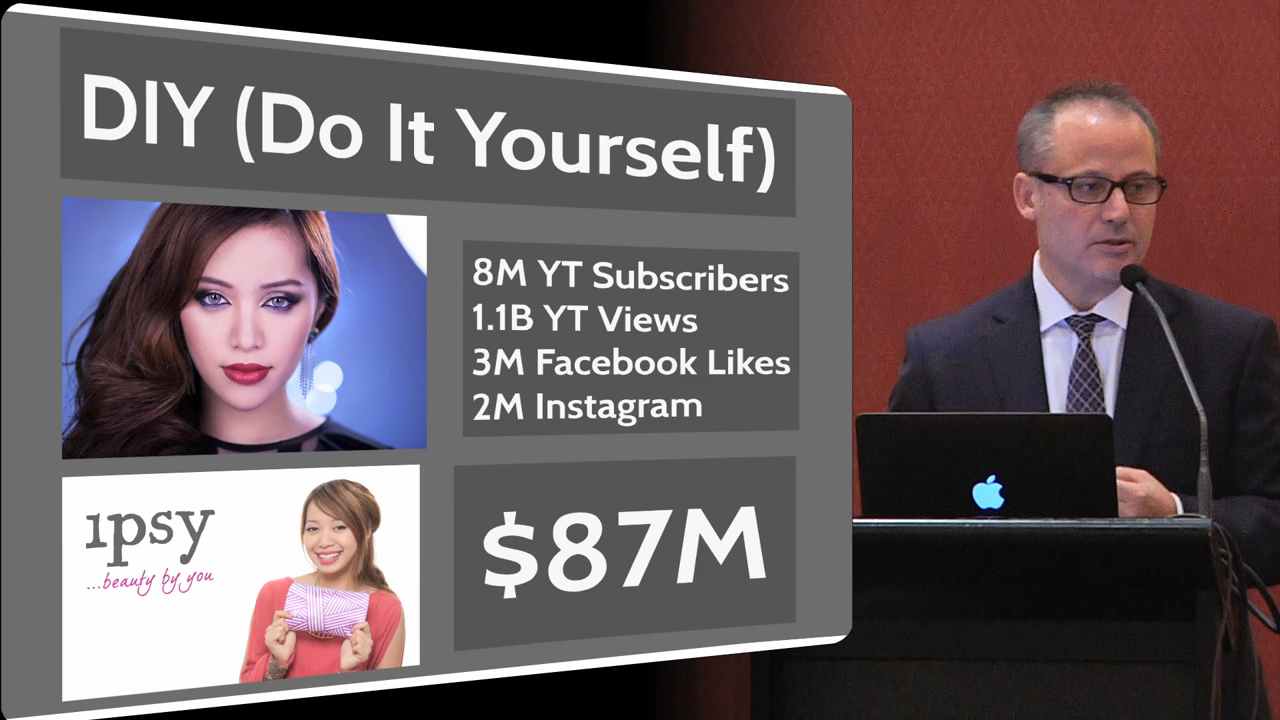 DIY (Do It Yourself)
8M YT Subscribers
1.1B YT Views
3M Facebook Likes
2M Instagram
ipsy
...beauty by you
$87M